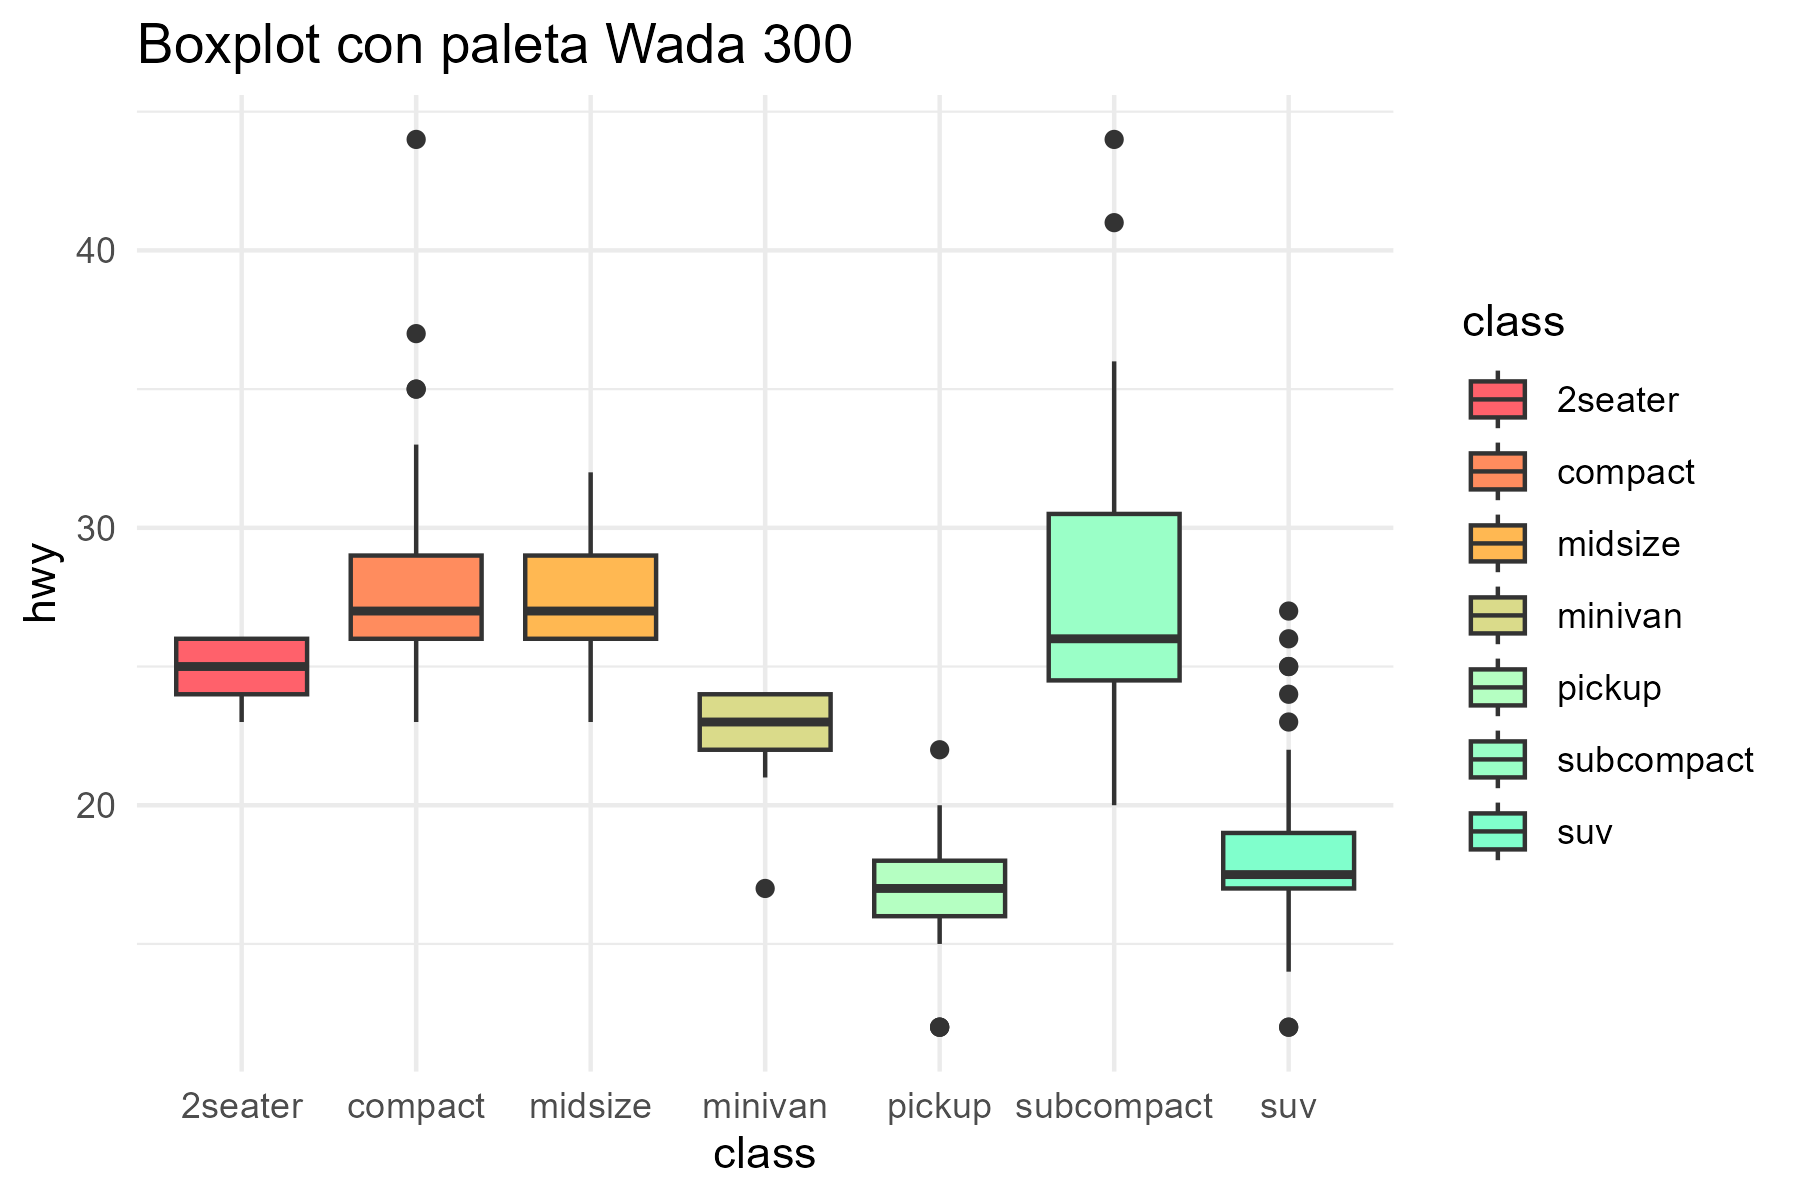 Boxplot con paleta Wada 300
hwy
40
30
20
2seater compact midsize minivan pickup subcompact suv
class
class
2seater
compact
midsize
minivan
pickup
subcompact
suv